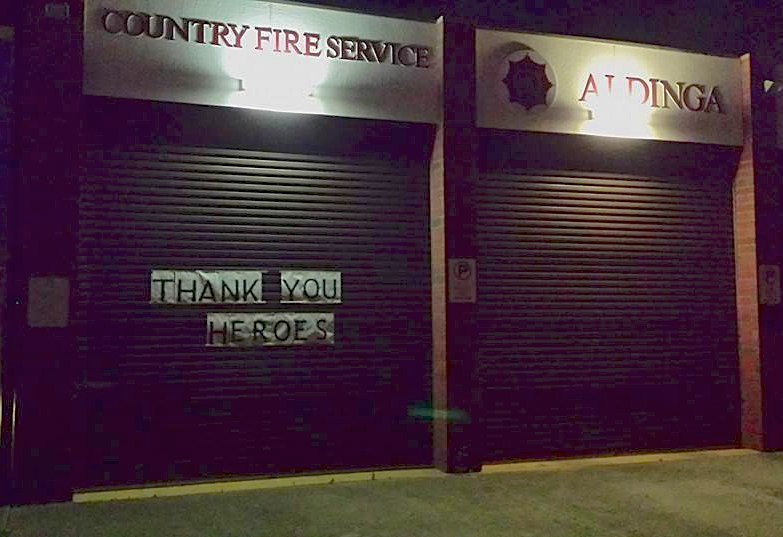 COUNTRY FIRE SERVICE
ALDINGA
THANK YOU
HEROES
P